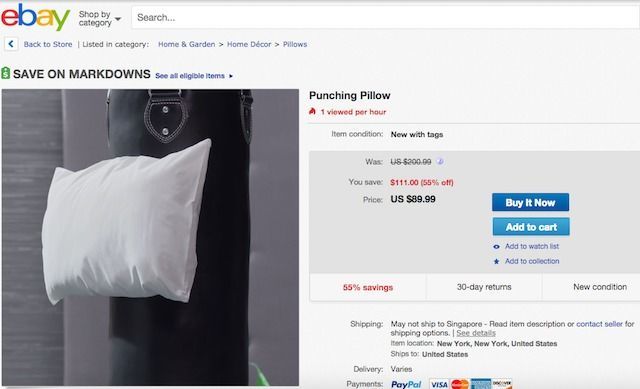 ebay
Shop by category
Search...
Back to Store | Listed in category: Home & Garden > Home Décor > Pillows
SAVE ON MARKDOWNS See all eligible items ▸
Punching Pillow
1 viewed per hour
Item condition: New with tags
Was: US $200.99
You save: $111.00 (55% off)
Price: US $89.99
Buy It Now
Add to cart
Add to watch list
Add to collection
55% savings 30-day returns New condition
Shipping: May not ship to Singapore - Read item description or contact seller for
shipping options. | See details
Item location: New York, New York, United States
Ships to: United States
Delivery: Varies
Payments: PayPal VISA